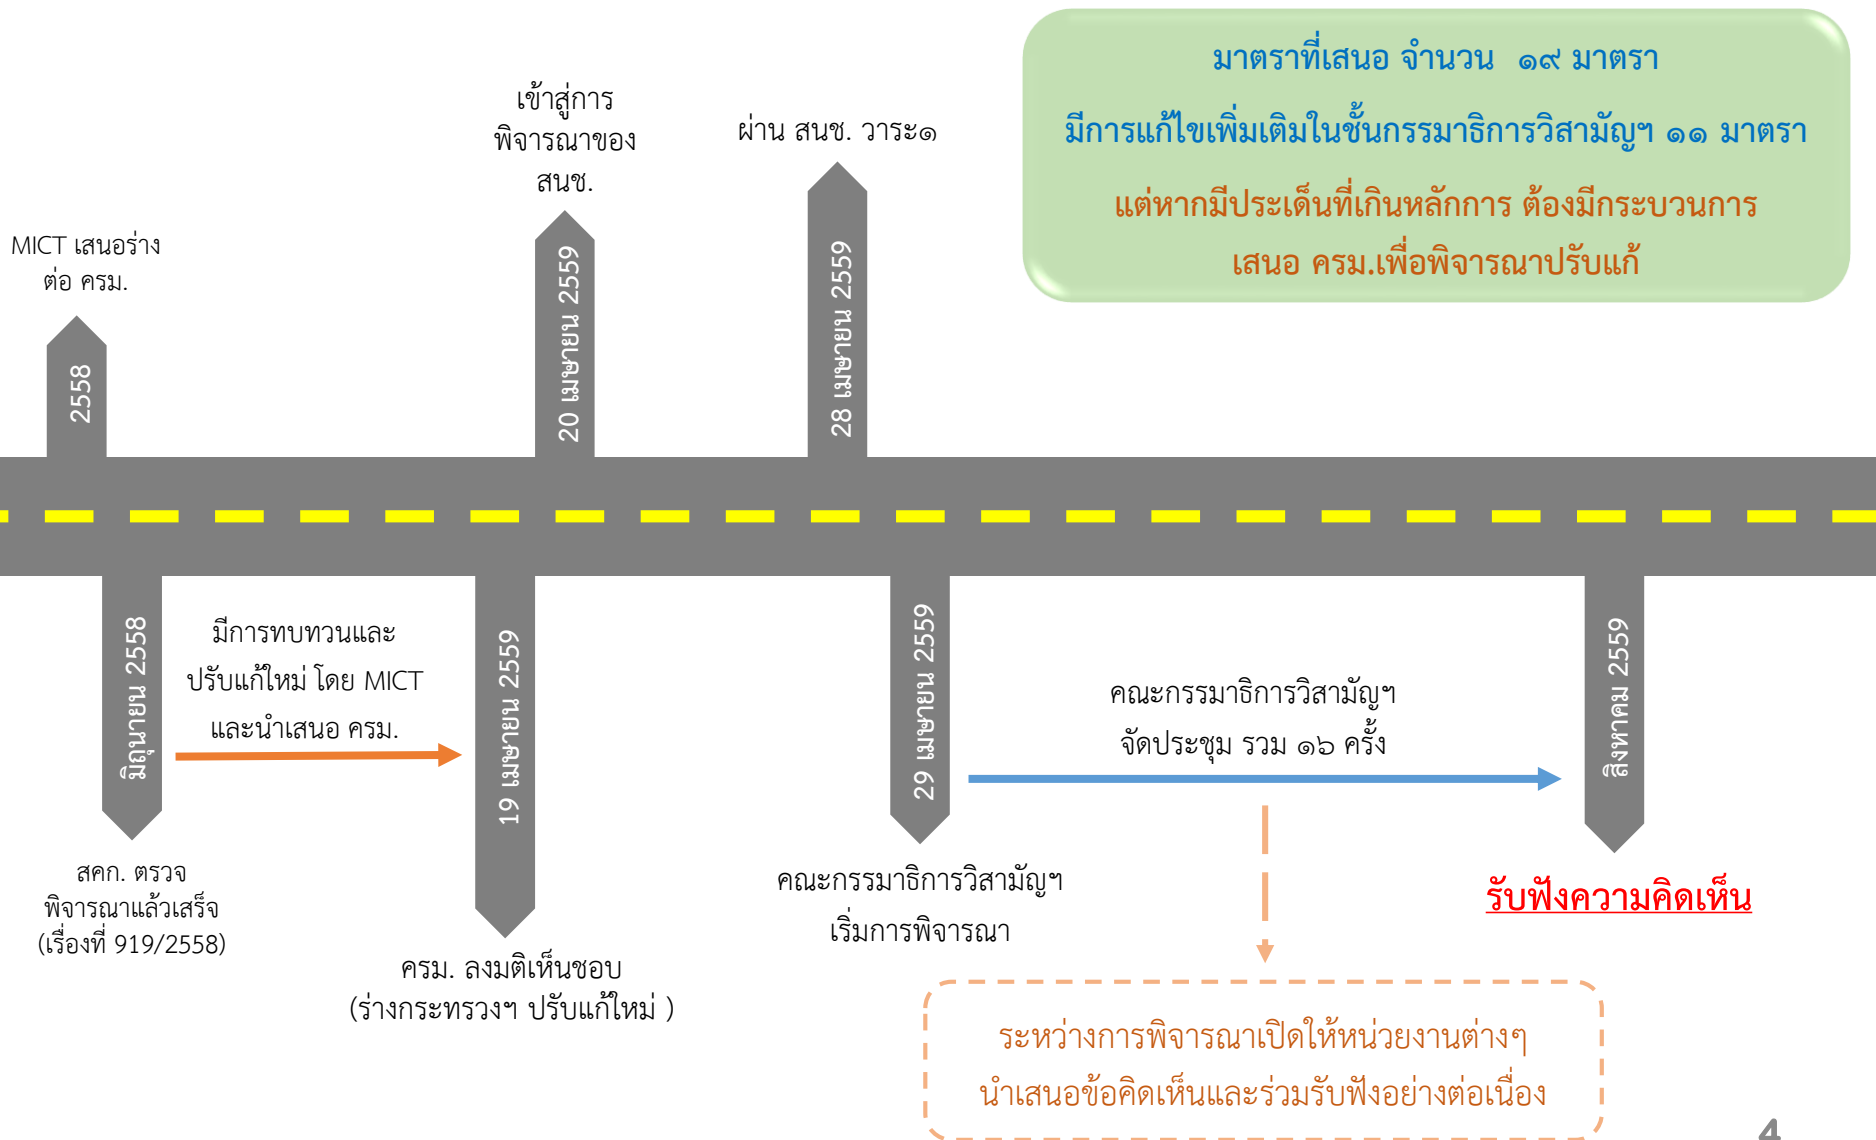 มาตราที่เสนอ จำนวน ๑๙ มาตรา
มีการแก้ไขเพิ่มเติมในชั้นกรรมาธิการวิสามัญฯ ๑๑ มาตรา
แต่หากมีประเด็นที่เกินหลักการ ต้องมีกระบวนการ
เสนอ ครม.เพื่อพิจารณาปรับแก้
MICT เสนอร่าง
ต่อ ครม.
2558
เข้าสู่การ
พิจารณาของ
สนช.
20 เมษายน 2559
ผ่าน สนช. วาระ๑
28 เมษายน 2559
มิถุนายน 2558
สคก. ตรวจ
พิจารณาแล้วเสร็จ
(เรื่องที่ 919/2558)
มีการทบทวนและ
ปรับแก้ใหม่ โดย MICT
และนำเสนอ ครม.
19 เมษายน 2559
ครม. ลงมติเห็นชอบ
(ร่างกระทรวงฯ ปรับแก้ใหม่ )
29 เมษายน 2559
คณะกรรมาธิการวิสามัญฯ
เริ่มการพิจารณา
คณะกรรมาธิการวิสามัญฯ
จัดประชุม รวม ๑๖ ครั้ง
สิงหาคม 2559
รับฟังความคิดเห็น
ระหว่างการพิจารณาเปิดให้หน่วยงานต่างๆ
นำเสนอข้อคิดเห็นและร่วมรับฟังอย่างต่อเนื่อง
4